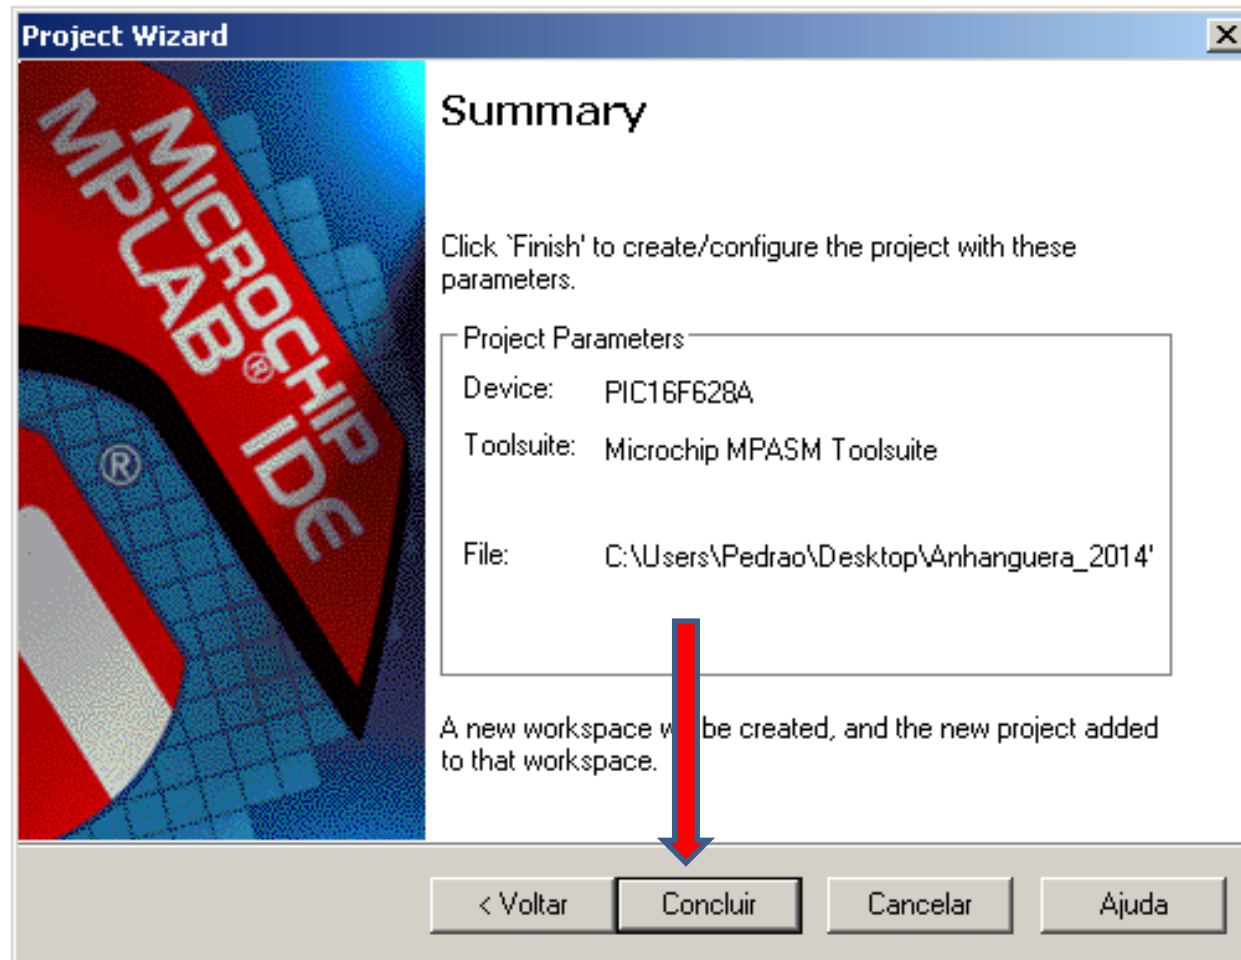 Project Wizard
MICROCHIP
MPLAB® IDE
®
Summary
Click `Finish' to create/configure the project with these
parameters.
Project Parameters
Device: PIC16F628A
Toolsuite: Microchip MPASM Toolsuite
File: C:\Users\Pedrao\Desktop\Anhanguera_2014'
A new workspace be created, and the new project added
to that workspace.
< Voltar Concluir Cancelar Ajuda